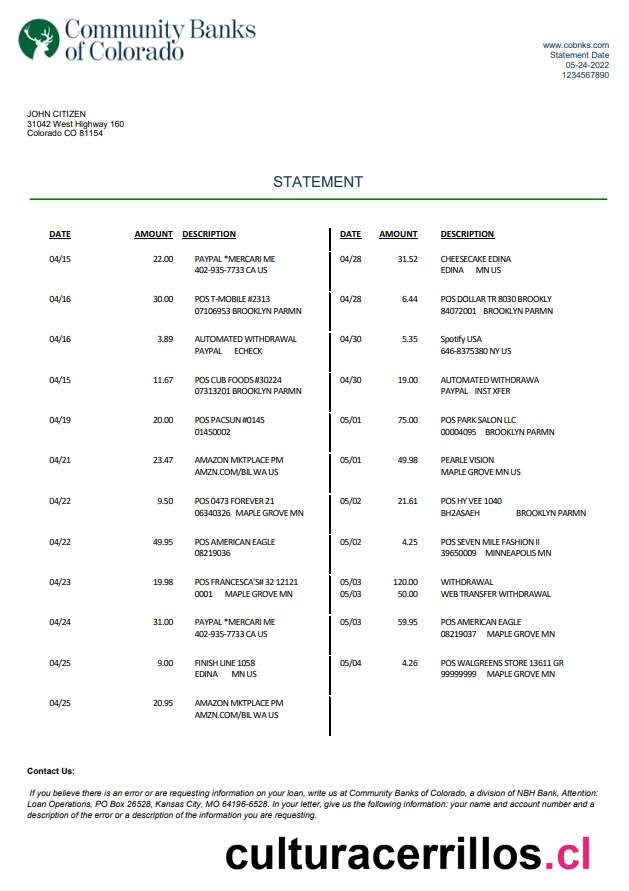 Community Banks
of Colorado
www.cobnks.com
Statement Date
05-24-2022
1234567890
JOHN CITIZEN
31042 West Highway 160
Colorado CO 81154
STATEMENT
DATE AMOUNT DESCRIPTION
04/15 22.00 PAYPAL *MERCARI ME
402-935-7733 CA US
04/16 30.00 POS T-MOBILE #2313
07106953 BROOKLYN PARMN
04/16 3.89 AUTOMATED WITHDRAWAL
PAYPAL ECHECK
04/15 11.67 POS CUB FOODS #30224
07313201 BROOKLYN PARMN
04/19 20.00 POS PACSUN #0145
01450002
04/21 23.47 AMAZON MKTPLACE PM
AMZN.COM/BIL WA US
04/22 9.50 POS 0473 FOREVER 21
06340326 MAPLE GROVE MN
04/22 49.95 POS AMERICAN EAGLE
08219036
04/23 19.98 POS FRANCESCA'S# 32 12121
0001 MAPLE GROVE MN
04/24 31.00 PAYPAL *MERCARI ME
402-935-7733 CA US
04/25 9.00 FINISH LINE 1058
EDINA MN US
04/25 20.95 AMAZON MKTPLACE PM
AMZN.COM/BIL WA US
DATE AMOUNT DESCRIPTION
04/28 31.52 CHEESECAKE EDINA
EDINA MN US
04/28 6.44 POS DOLLAR TR 8030 BROOKLY
84072001 BROOKLYN PARMN
04/30 5.35 Spotify USA
646-8375380 NY US
04/30 19.00 AUTOMATED WITHDRAWA
PAYPAL INST XFER
05/01 75.00 POS PARK SALON LLC
00004095 BROOKLYN PARMN
05/01 49.98 PEARLE VISION
MAPLE GROVE MN US
05/02 21.61 POS HY VEE 1040
BH2ASAEH BROOKLYN PARMN
05/02 4.25 POS SEVEN MILE FASHION II
39650009 MINNEAPOLIS MN
05/03 120.00 WITHDRAWAL
05/03 50.00 WEB TRANSFER WITHDRAWAL
05/03 59.95 POS AMERICAN EAGLE
08219037 MAPLE GROVE MN
05/04 4.26 POS WALGREENS STORE 13611 GR
99999999 MAPLE GROVE MN
Contact Us:
If you believe there is an error or are requesting information on your loan, write us at Community Banks of Colorado, a division of NBH Bank, Attention:
Loan Operations, PO Box 26528, Kansas City, MO 64196-6528. In your letter, give us the following information: your name and account number and a
description of the error or a description of the information you are requesting.
culturacerrillos.cl